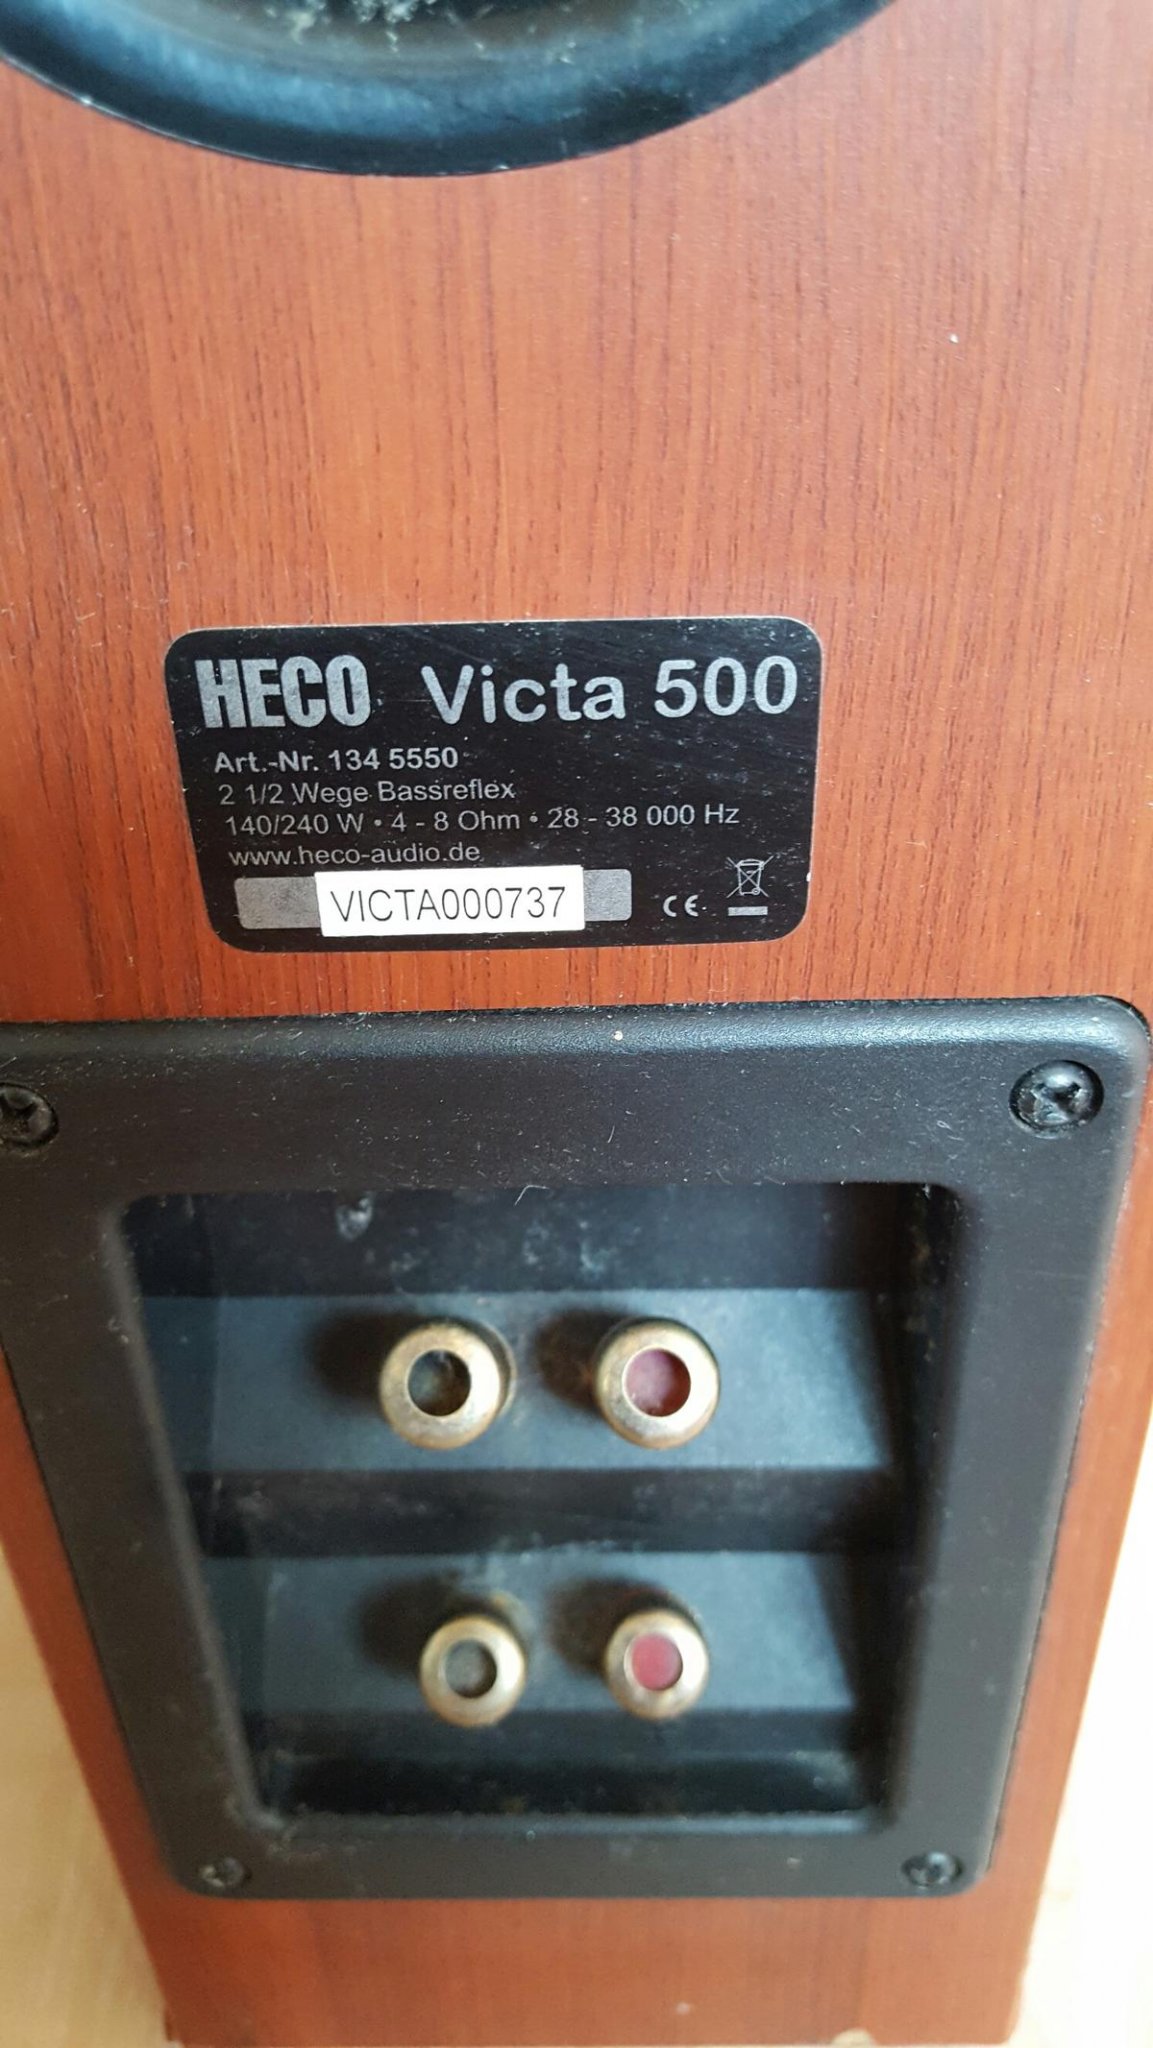 HECO Victa 500
Art.-Nr. 134 5550
2 1/2 Wege Bassreflex
140/240 W • 4 - 8 Ohm • 28 - 38 000 Hz
www.heco-audio.de
VICTA000737 CE